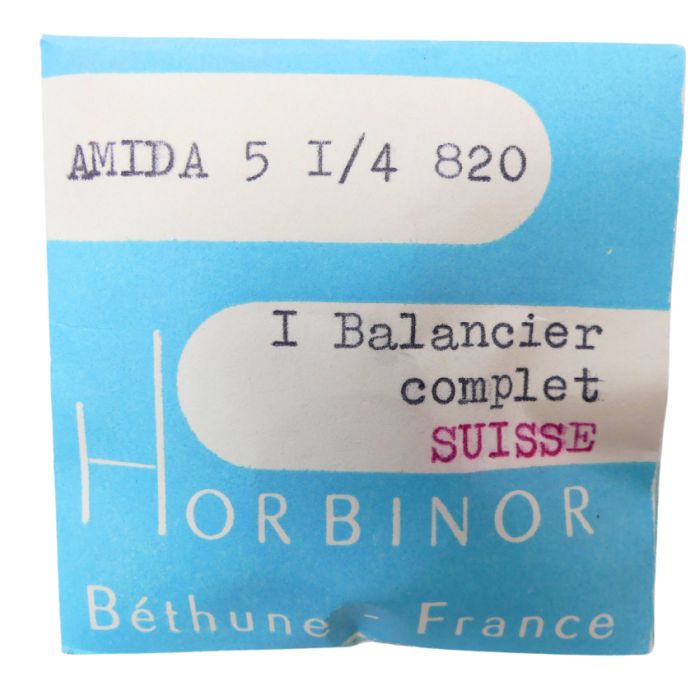 AMIDA 5 I/4 820
I Balancier
complet
SUISSE
HORBINOR
Béthune - France